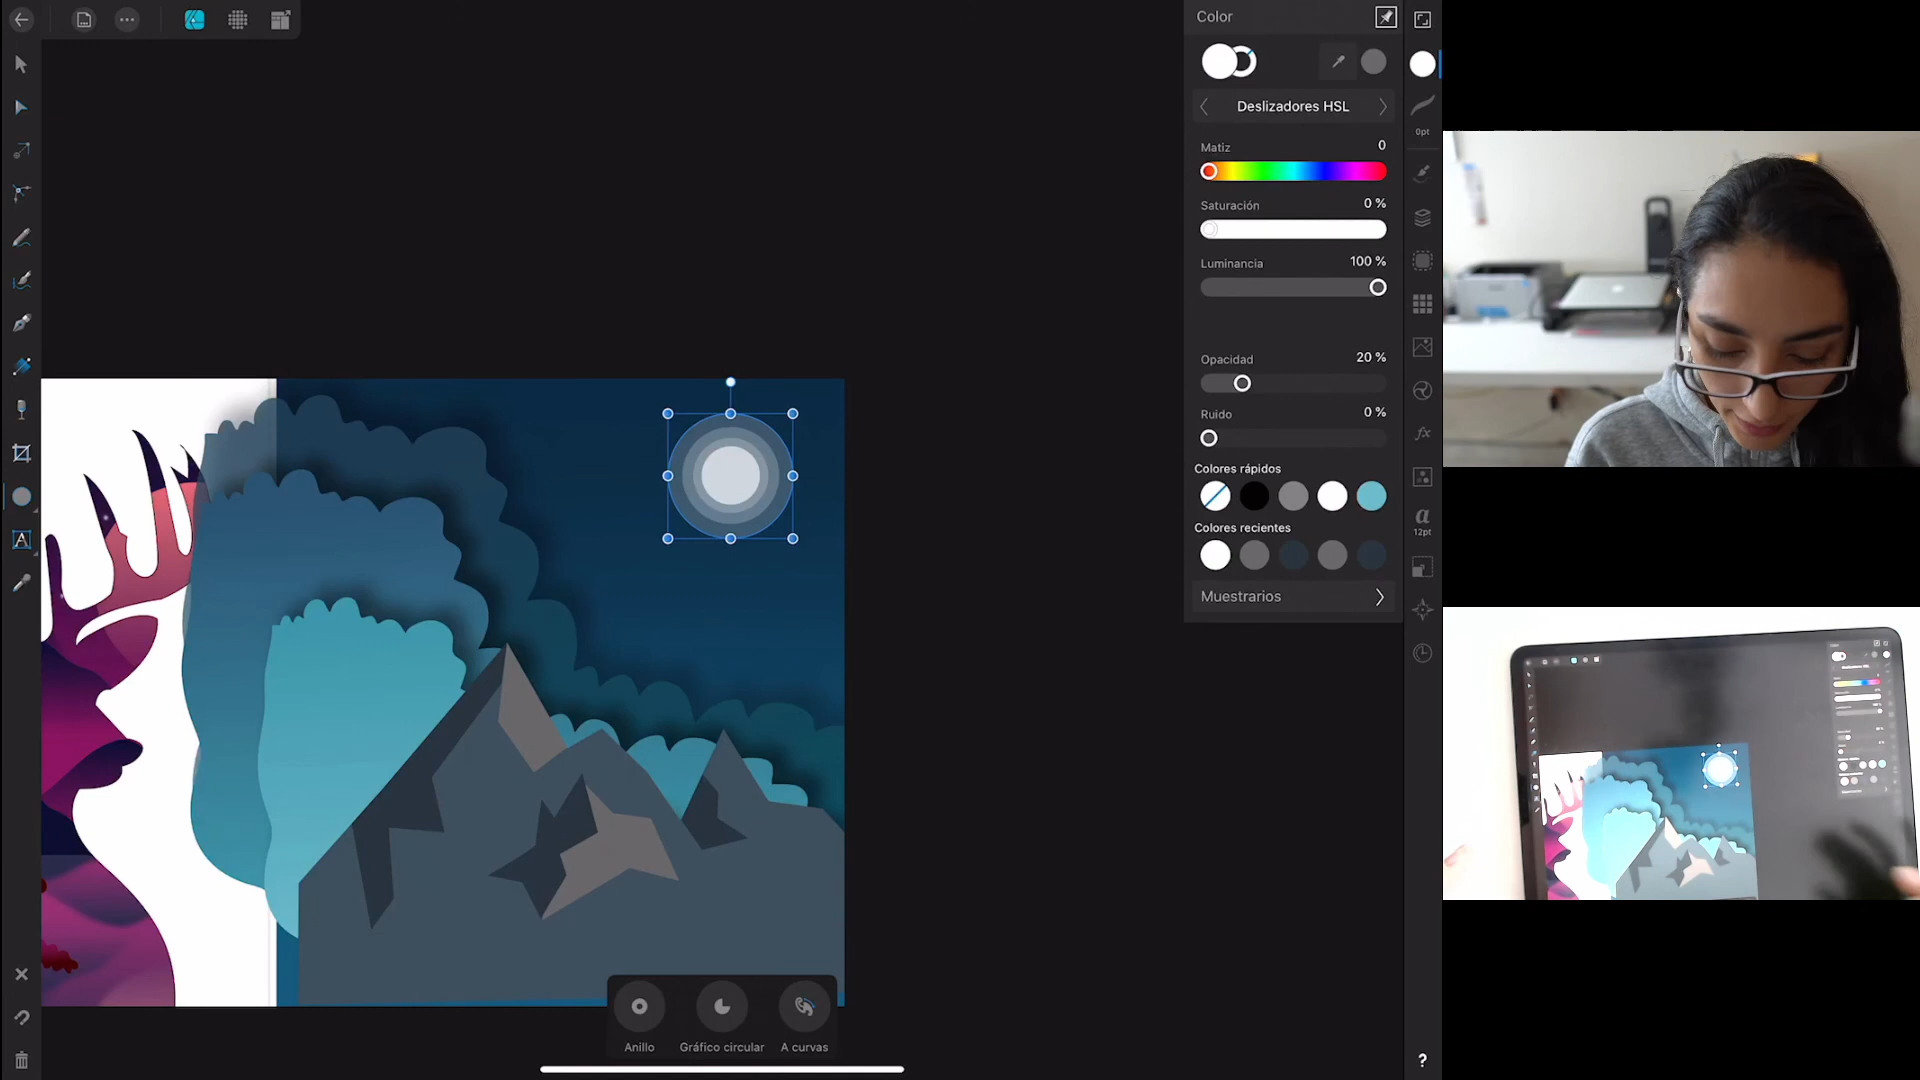 Color
Deslizadores HSL
Matiz 0
Saturación 0 %
Luminancia 100 %
Opacidad 20 %
Ruido 0 %
Colores rápidos
Colores recientes
Muestrarios
0pt
fx
a
12pt
A
?
Anillo
Gráfico circular
A curvas